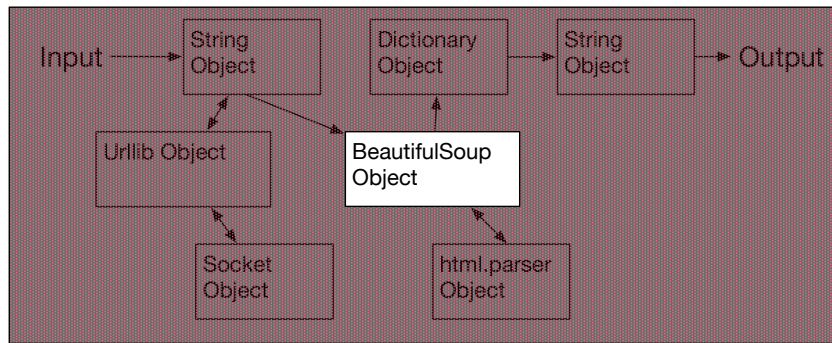 Input
String
Object
Dictionary
Object
String
Object
Output
Urllib Object
BeautifulSoup
Object
Socket
Object
html.parser
Object